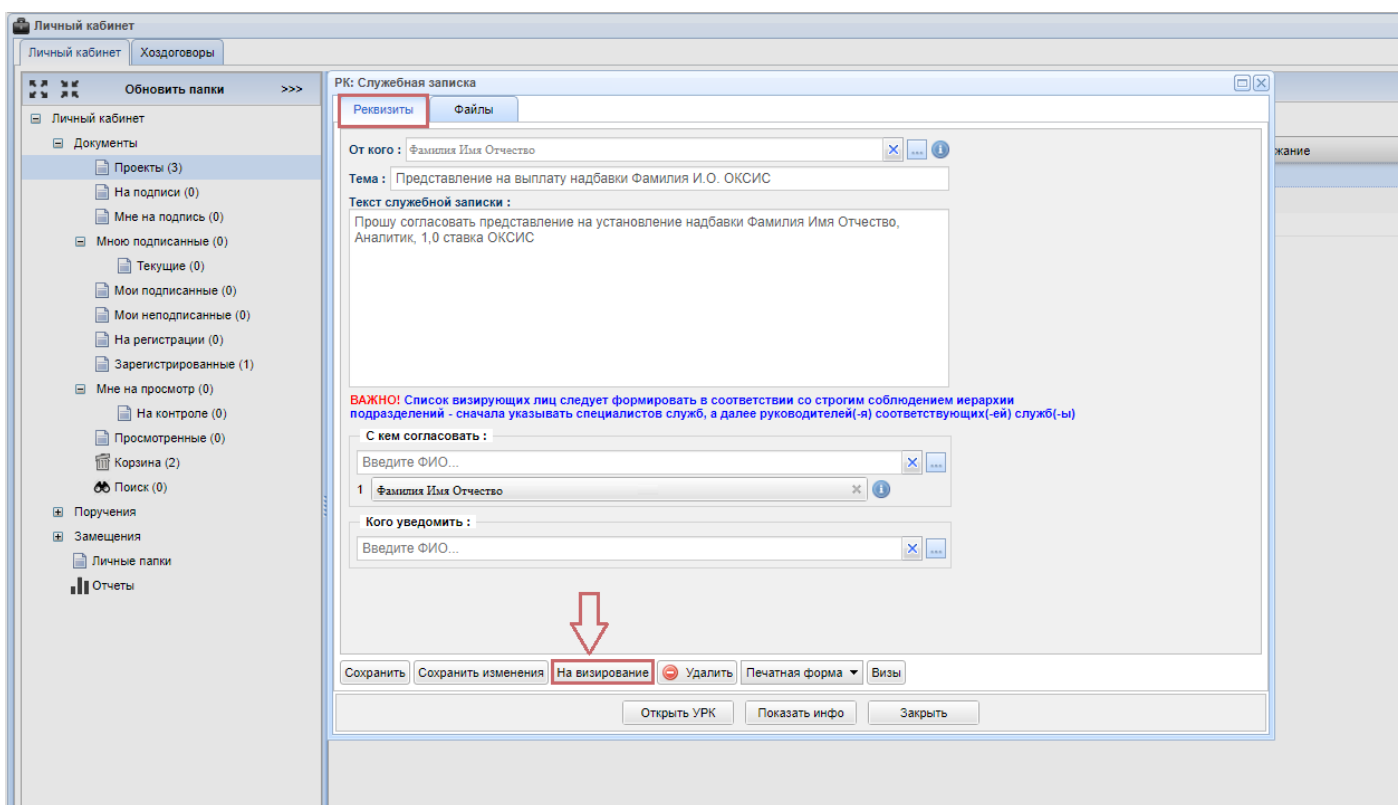 Личный кабинет
Личный кабинет Хоздоговоры
Обновить папки >>>
Личный кабинет
Документы
Проекты (3)
На подписи (0)
Мне на подпись (0)
Мною подписанные (0)
Текущие (0)
Мои подписанные (0)
Мои неподписанные (0)
На регистрации (0)
Зарегистрированные (1)
Мне на просмотр (0)
На контроле (0)
Просмотренные (0)
Корзина (2)
Поиск (0)
Поручения
Замещения
Личные папки
Отчеты
РК: Служебная записка
Реквизиты Файлы
От кого : Фамилия Имя Отчество
Тема : Представление на выплату надбавки Фамилия И.О. ОКСИС
Текст служебной записки :
Прошу согласовать представление на установление надбавки Фамилия Имя Отчество,
Аналитик, 1,0 ставка ОКСИС
ВАЖНО! Список визирующих лиц следует формировать в соответствии со строгим соблюдением иерархии
подразделений - сначала указывать специалистов служб, а далее руководителей(-я) соответствующих(-ей) служб(-ы)
С кем согласовать :
Введите ФИО...
1 Фамилия Имя Отчество
Кого уведомить :
Введите ФИО...
Сохранить Сохранить изменения На визирование Удалить Печатная форма Визы
Открыть УРК Показать инфо Закрыть
жание